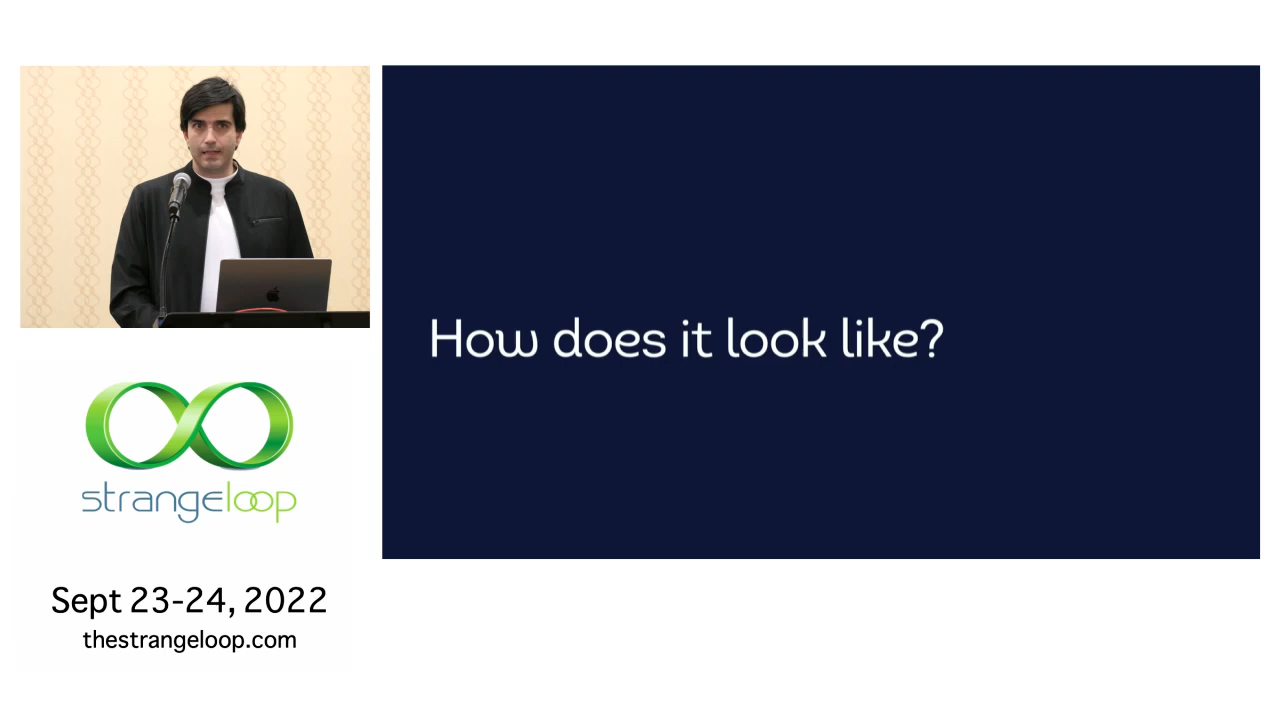 How does it look like?
strangeloop
Sept 23-24, 2022
thestrangeloop.com